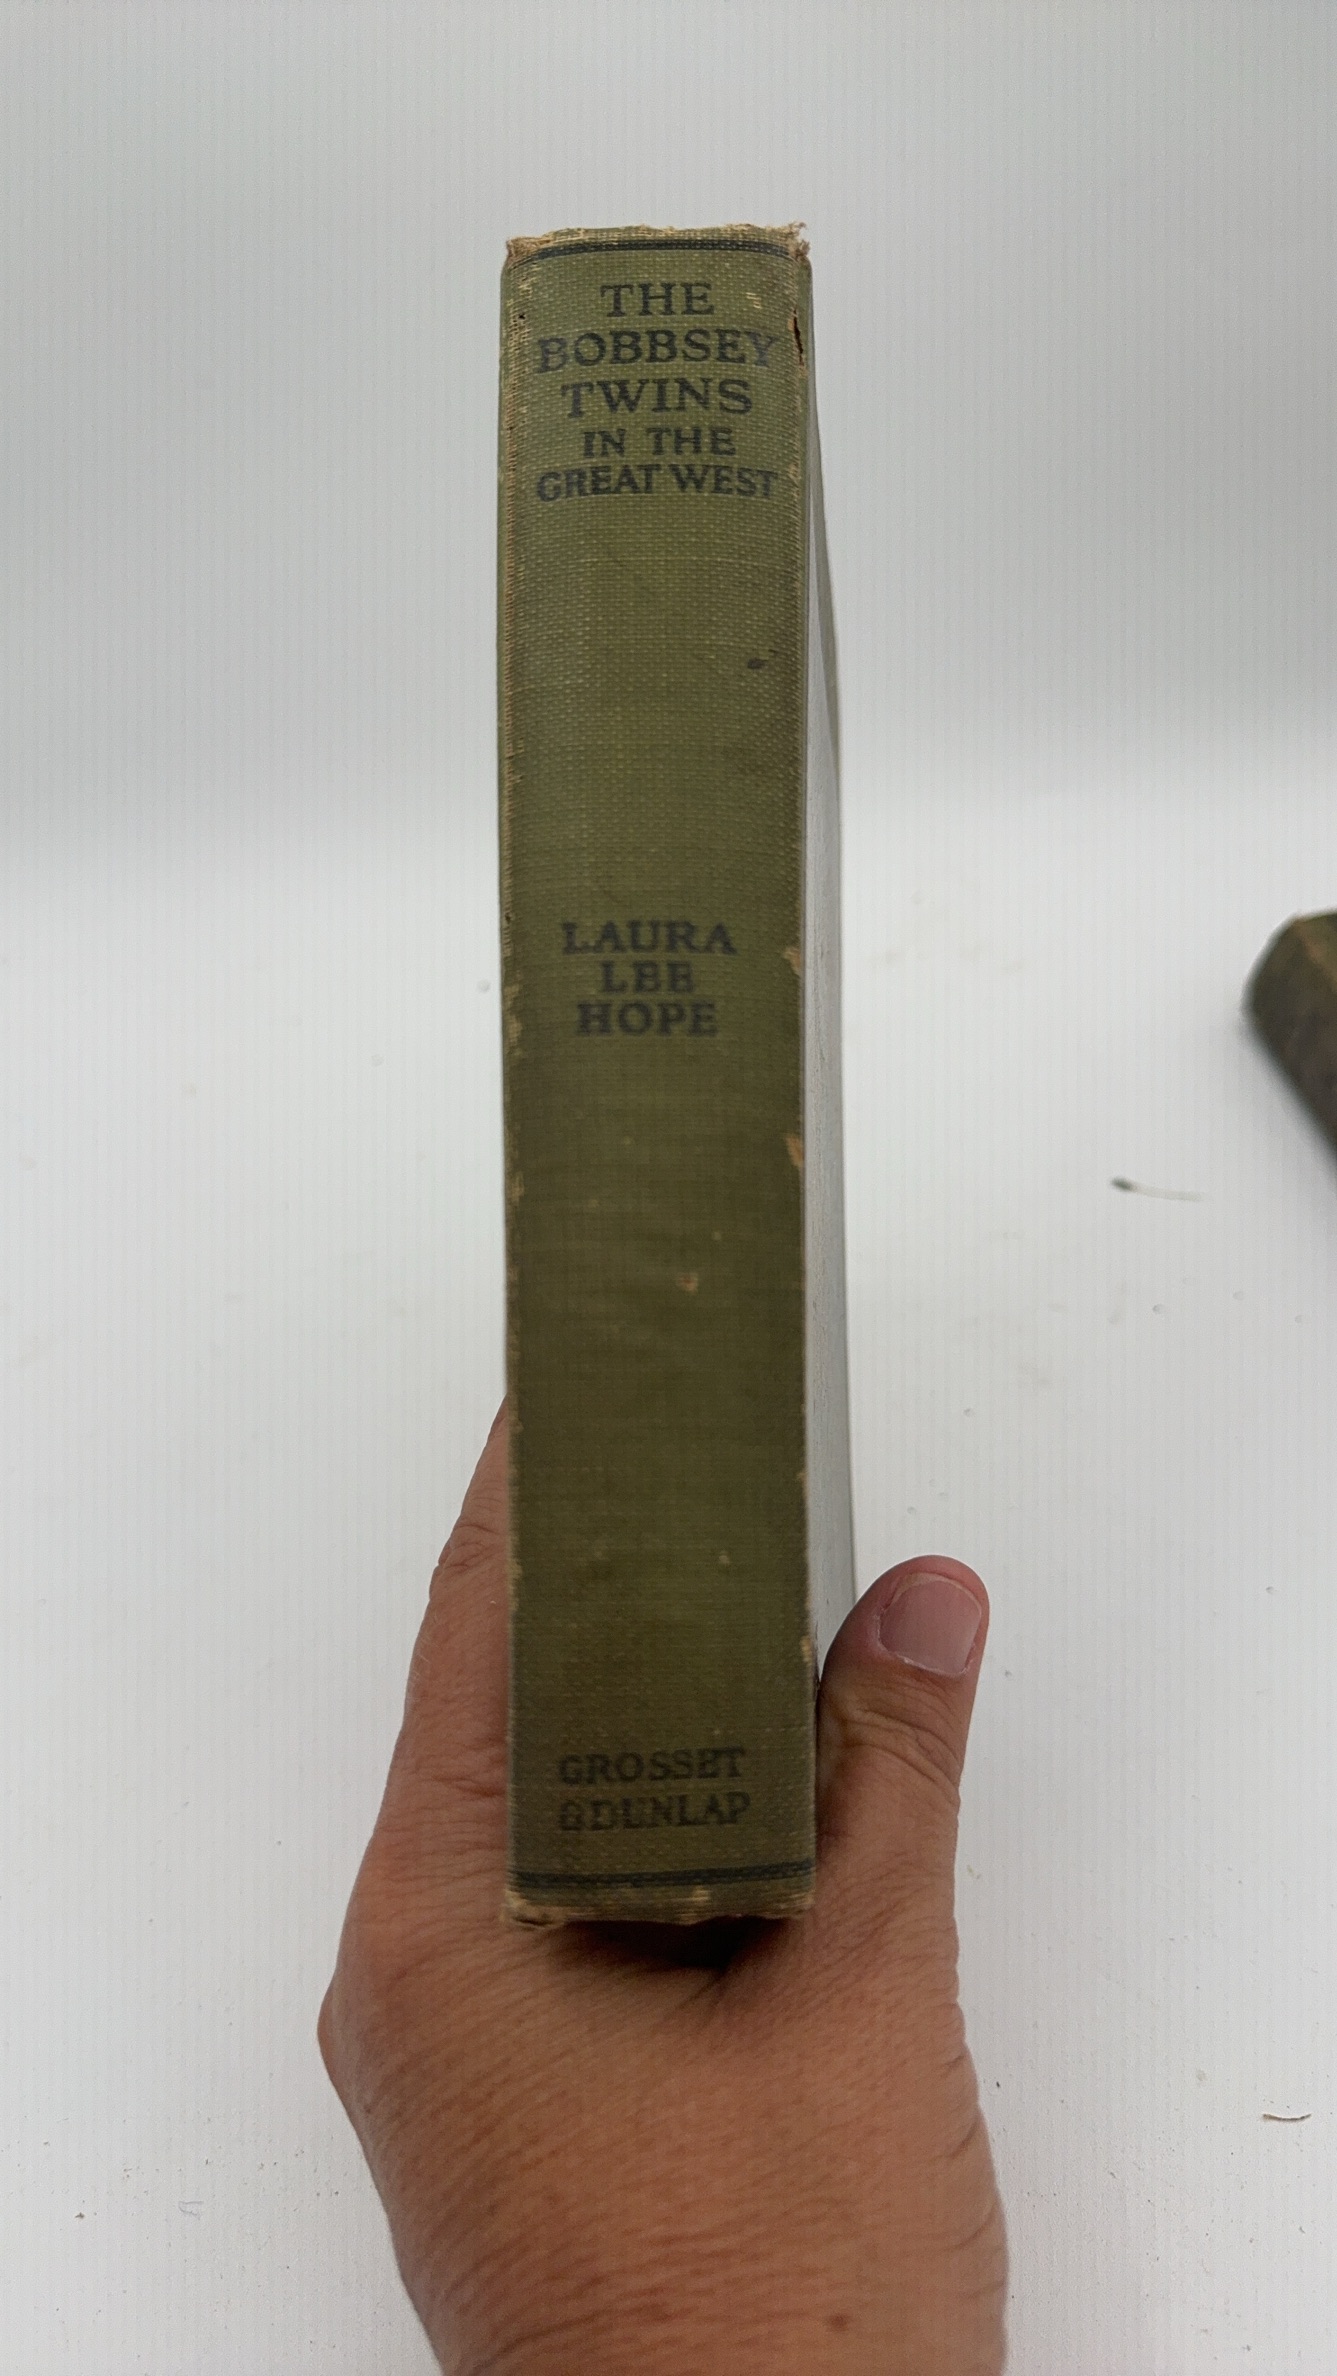 THE
BOBBSEY
TWINS
IN THE
GREAT WEST
LAURA
LEE
HOPE
GROSSET
& DUNLAP